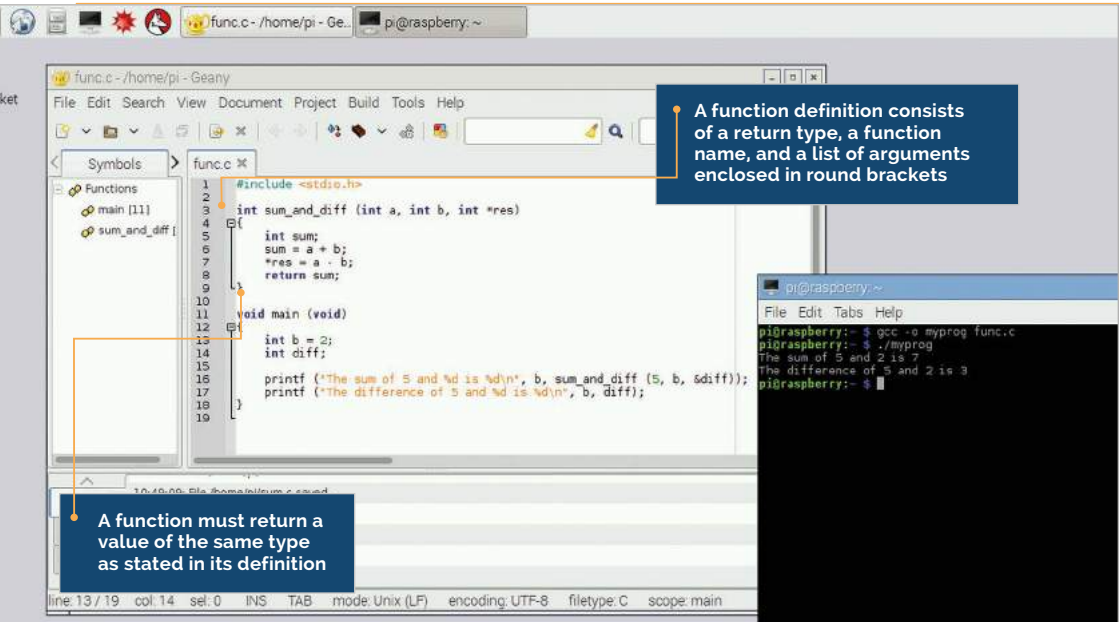 func.c - /home/pi - Ge..
pi@raspberry: ~
ket
func.c - /home/pi - Geany
File Edit Search View Document Project Build Tools Help
A function definition consists
of a return type, a function
name, and a list of arguments
enclosed in round brackets
Symbols
func.c
Functions
main [11]
sum_and_diff [
1 #include <stdio.h>
2
3 int sum_and_diff (int a, int b, int *res)
4 {
5 int sum;
6 sum = a + b;
7 *res = a - b;
8 return sum;
9 }
10
11 void main (void)
12 {
13 int b = 2;
14 int diff;
15
16 printf ("The sum of 5 and %d is %d\n", b, sum_and_diff (5, b, &diff));
17 printf ("The difference of 5 and %d is %d\n", b, diff);
18 }
19
pi@raspberry: ~
File Edit Tabs Help
pi@raspberry:~ $ gcc -o myprog func.c
pi@raspberry:~ $ ./myprog
The sum of 5 and 2 is 7
The difference of 5 and 2 is 3
pi@raspberry:~ $
10:49:09: File /home/pi/sum.c saved
A function must return a
value of the same type
as stated in its definition
line: 13 / 19 col: 14 sel: 0 INS TAB mode: Unix (LF) encoding: UTF-8 filetype: C scope: main